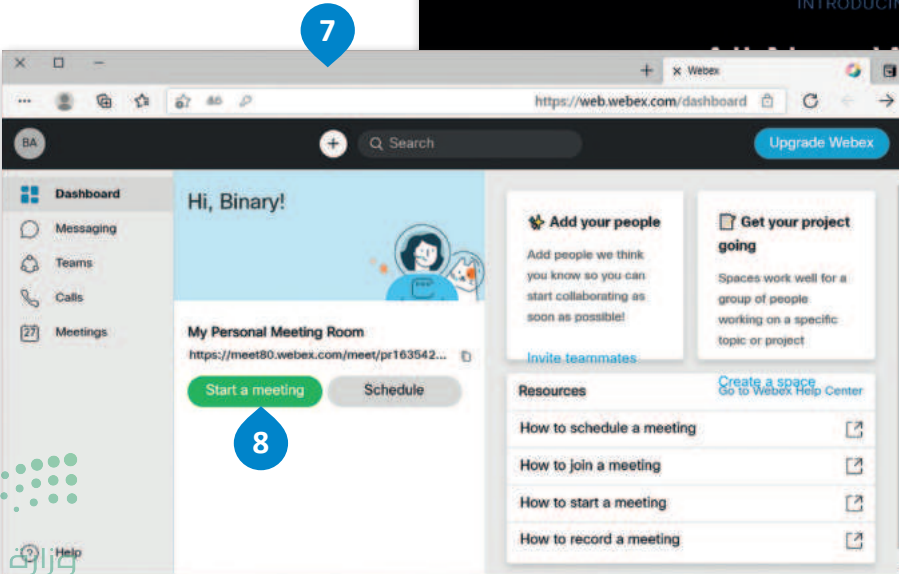 INTRODUCIN
7
Webex
https://web.webex.com/dashboard
BA
Search
Upgrade Webex
Dashboard
Messaging
Teams
Calls
27 Meetings
Help
Hi, Binary!
My Personal Meeting Room
https://meet80.webex.com/meet/pr163542...
Start a meeting
Schedule
8
Add your people
Add people we think
you know so you can
start collaborating as
soon as possible!
Invite teammates
Get your project
going
Spaces work well for a
group of people
working on a specific
topic or project
Create a space
Resources
Go to Webex Help Center
How to schedule a meeting
How to join a meeting
How to start a meeting
How to record a meeting
وزارة